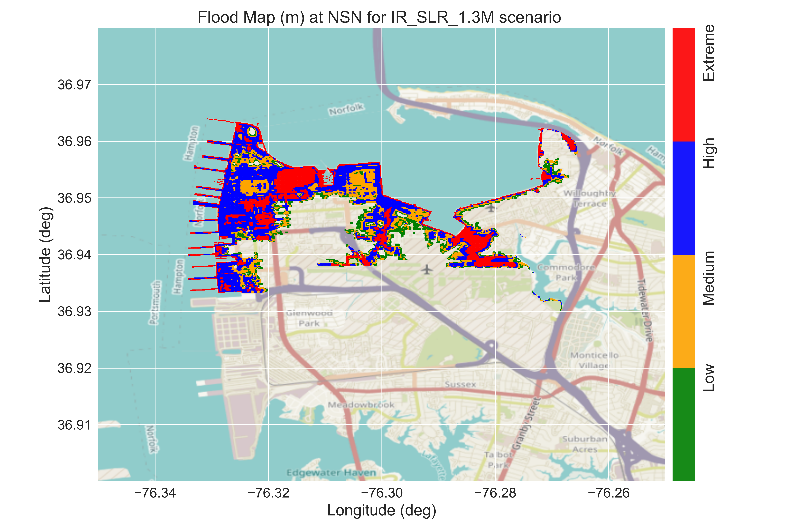 Flood Map (m) at NSN for IR_SLR_1.3M scenario
Extreme
High
Medium
Low
36.97
36.96
36.95
36.94
36.93
36.92
36.91
Latitude (deg)
−76.34
−76.32
−76.30
−76.28
−76.26
Longitude (deg)
Norfolk
Norfolk
Hampton
Hampton
Portsmouth
Norfolk
Willoughby
Terrace
Commodore
Park
Tidewater Drive
Glenwood
Park
Monticello
Village
Sussex
Meadowbrook
Granby Street
Suburban
Acres
Talbot
Park
Edgewater Haven